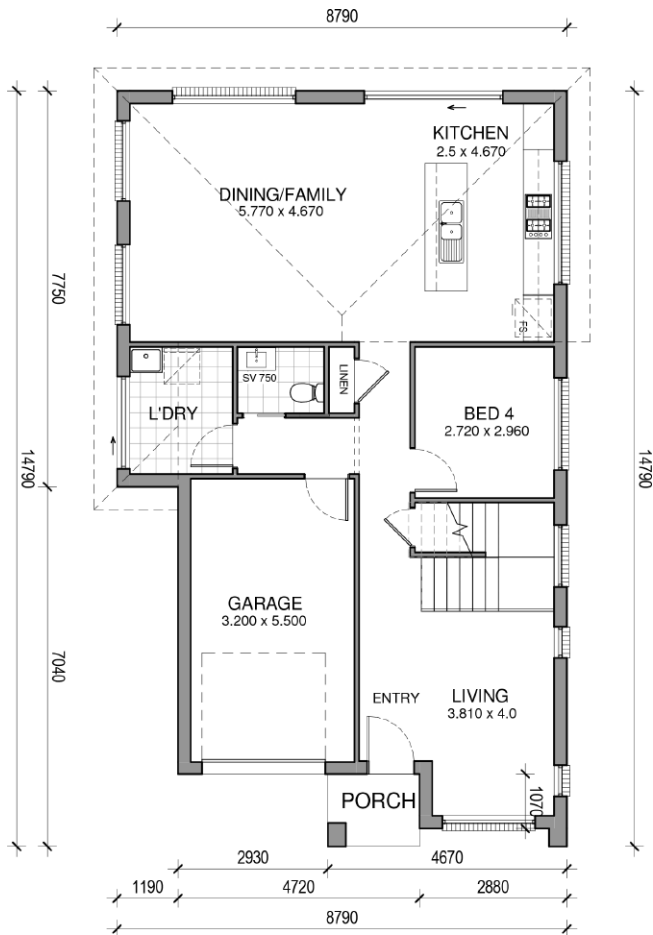 8790
KITCHEN
2.5 x 4.670
DINING/FAMILY
5.770 x 4.670
7750
14790
14790
FS
SV 750
LINEN
L'DRY
BED 4
2.720 x 2.960
GARAGE
3.200 x 5.500
7040
ENTRY
LIVING
3.810 x 4.0
PORCH
1070
2930
4670
1190
4720
2880
8790